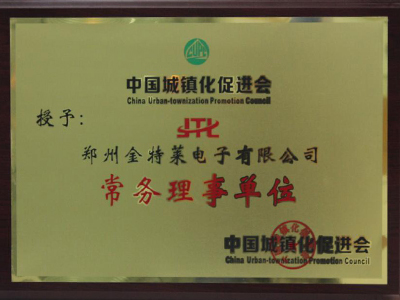 中国城镇化促进会
China Urban-townization Promotion Council
授予:
JTL
郑州金特莱电子有限公司
常务理事单位
中国城镇化促进会
China Urban-townization Promotion Council